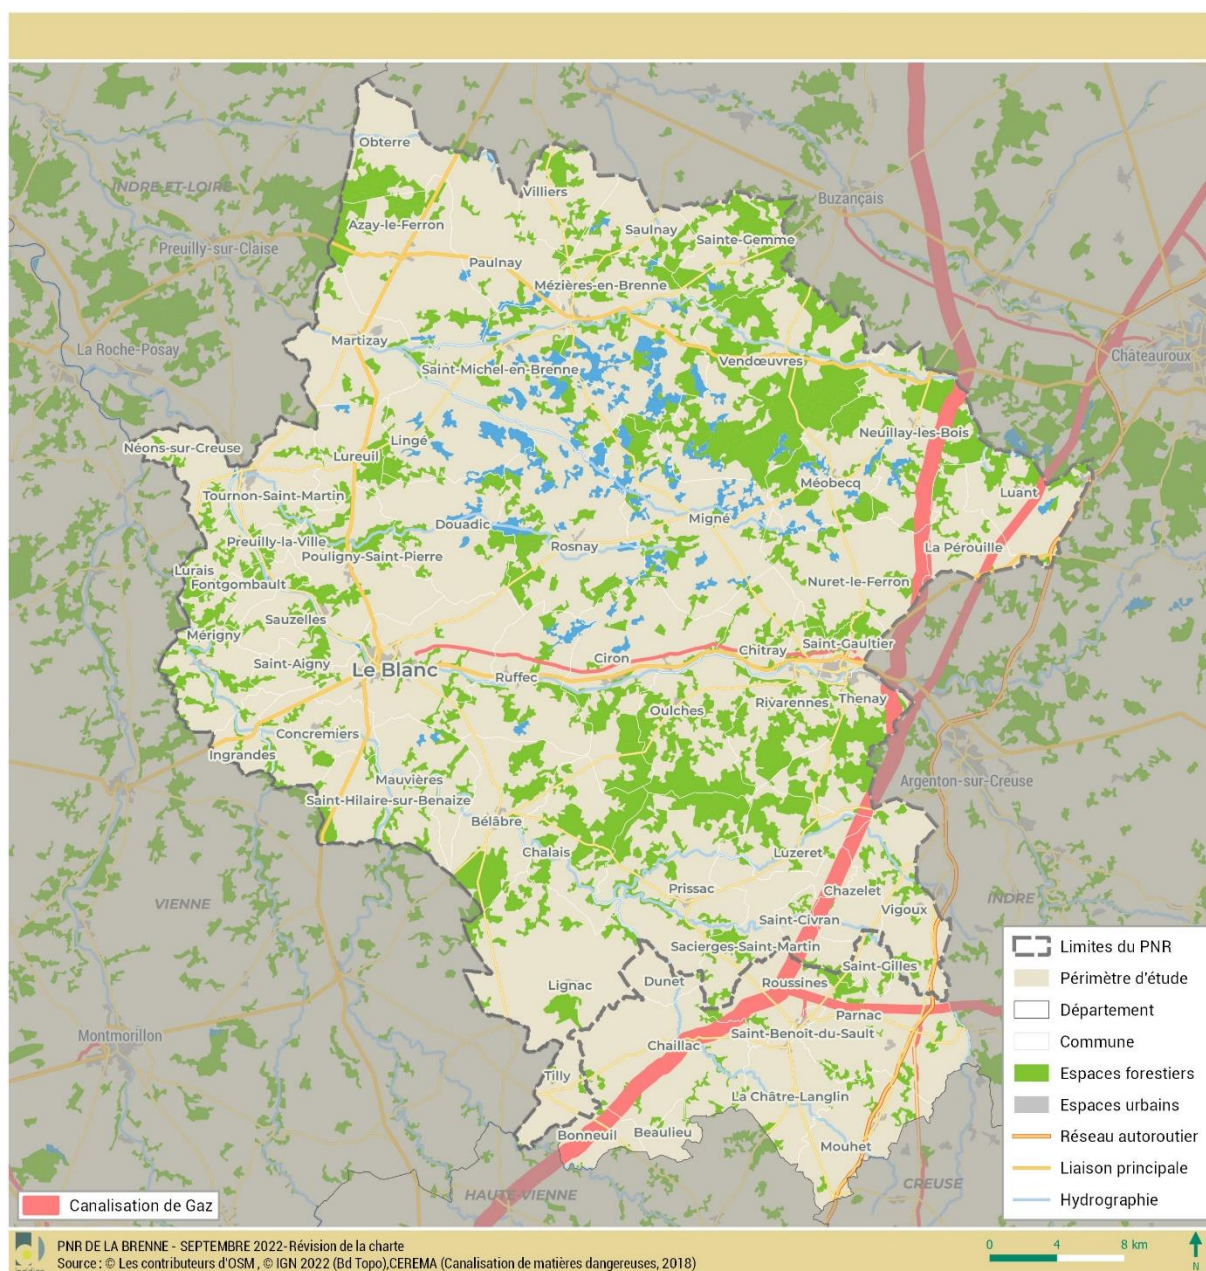 Obterre
INDRE-ET-LOIRE
Villiers
Buzançais
Azay-le-Ferron
Saulnay
Sainte-Gemme
Preuilly-sur-Claise
Paulnay
Mézières-en-Brenne
La Roche-Posay
Martizay
Châteauroux
Vendœuvres
Saint-Michel-en-Brenne
Néons-sur-Creuse
Lingé
Neuillay-les-Bois
Lureuil
Méobecq
Luant
Tournon-Saint-Martin
Douadic
Migné
Preuilly-la-Ville
Rosnay
La Pérouille
Pouligny-Saint-Pierre
Lurais
Fontgombault
Nuret-le-Ferron
Sauzelles
Mérigny
Saint-Gaultier
Chitray
Saint-Aigny
Le Blanc
Ciron
Ruffec
Thenay
Rivarennes
Oulches
Concremiers
Ingrandes
Mauvières
Argenton-sur-Creuse
Saint-Hilaire-sur-Benaize
Bélâbre
Chalais
Luzeret
Prissac
Chazelet
VIENNE
INDRE
Vigoux
Saint-Civran
Sacierges-Saint-Martin
Saint-Gilles
Lignac
Dunet
Roussines
Parnac
Montmorillon
Saint-Benoît-du-Sault
Chaillac
Tilly
La Châtre-Langlin
Bonneuil
Beaulieu
Mouhet
HAUTE-VIENNE
CREUSE
Limites du PNR
Périmètre d'étude
Département
Commune
Espaces forestiers
Espaces urbains
Réseau autoroutier
Liaison principale
Hydrographie
Canalisation de Gaz
PNR DE LA BRENNE - SEPTEMBRE 2022-Révision de la charte
Source : © Les contributeurs d'OSM , © IGN 2022 (Bd Topo),CEREMA (Canalisation de matières dangereuses, 2018)
0 4 8 km
N